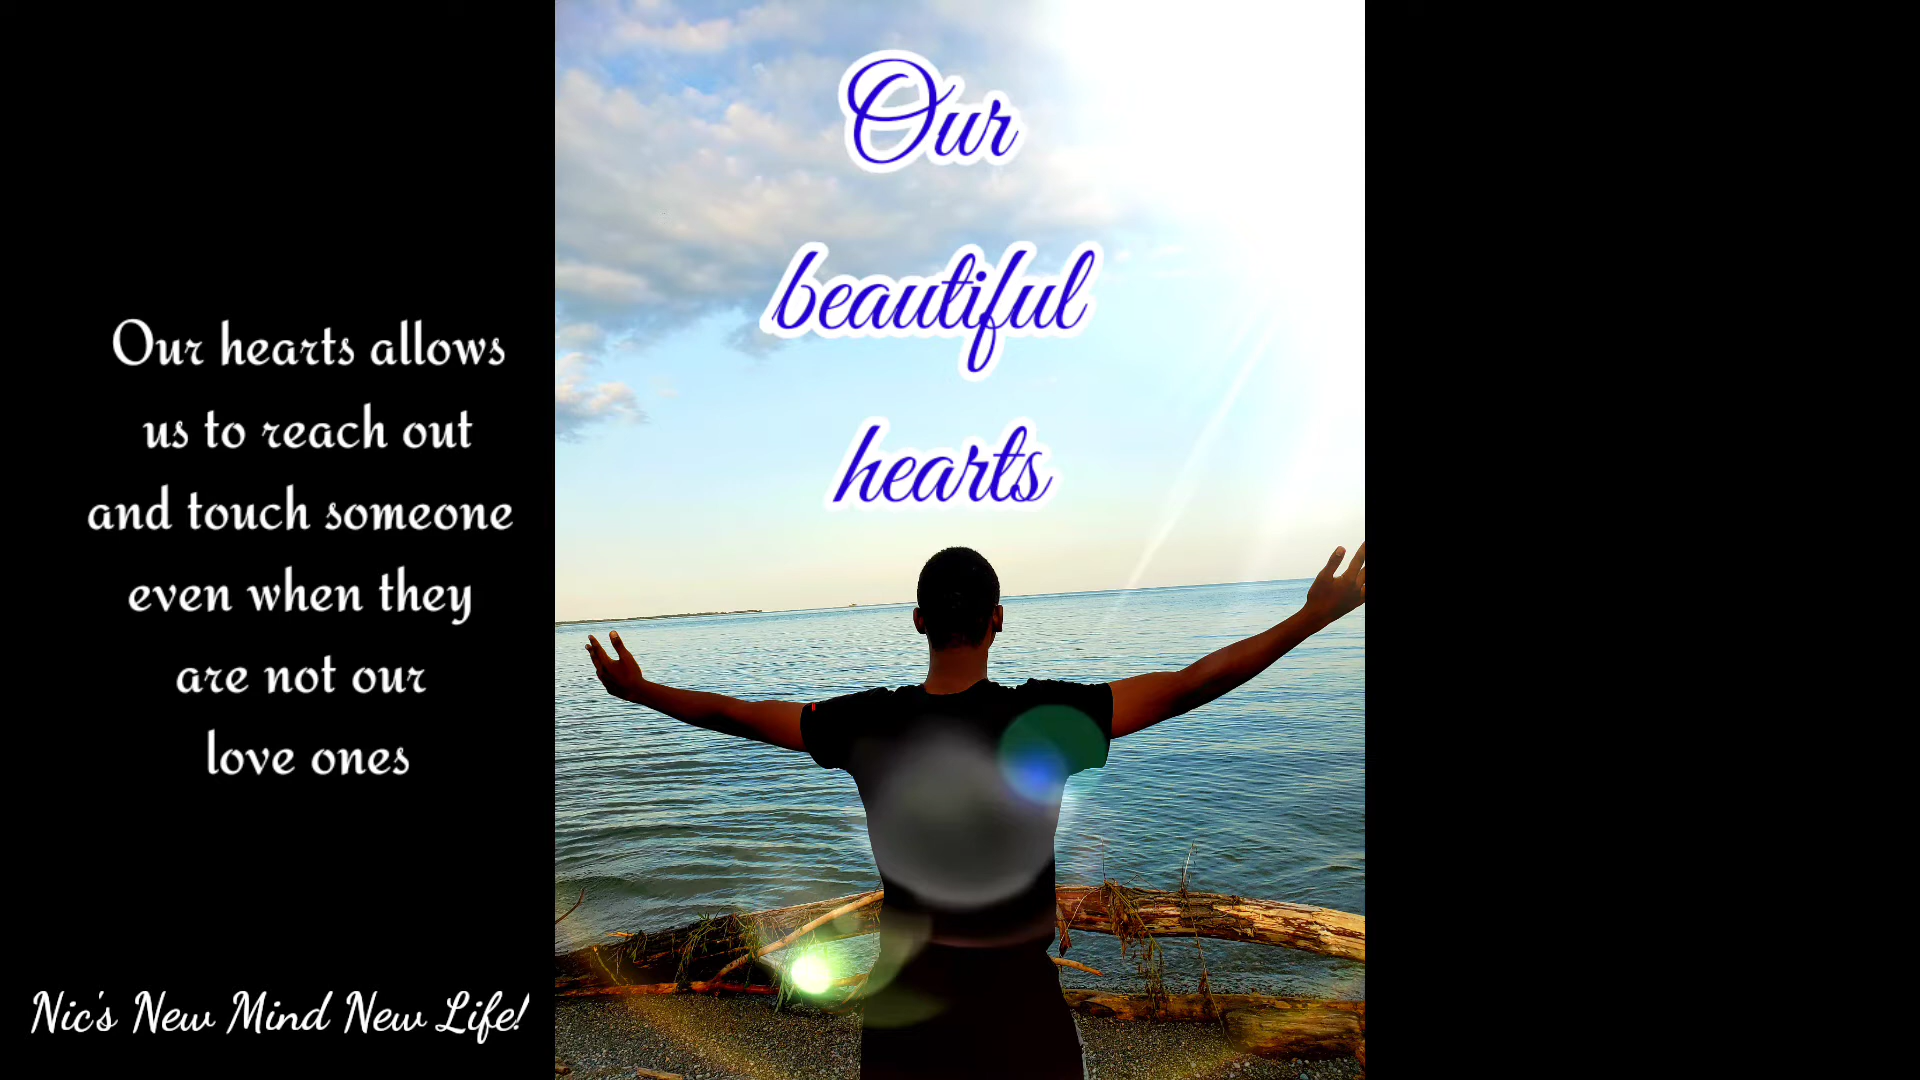 Our hearts allows
us to reach out
and touch someone
even when they
are not our
love ones
Nic's New Mind New Life!
Our
beautiful
hearts